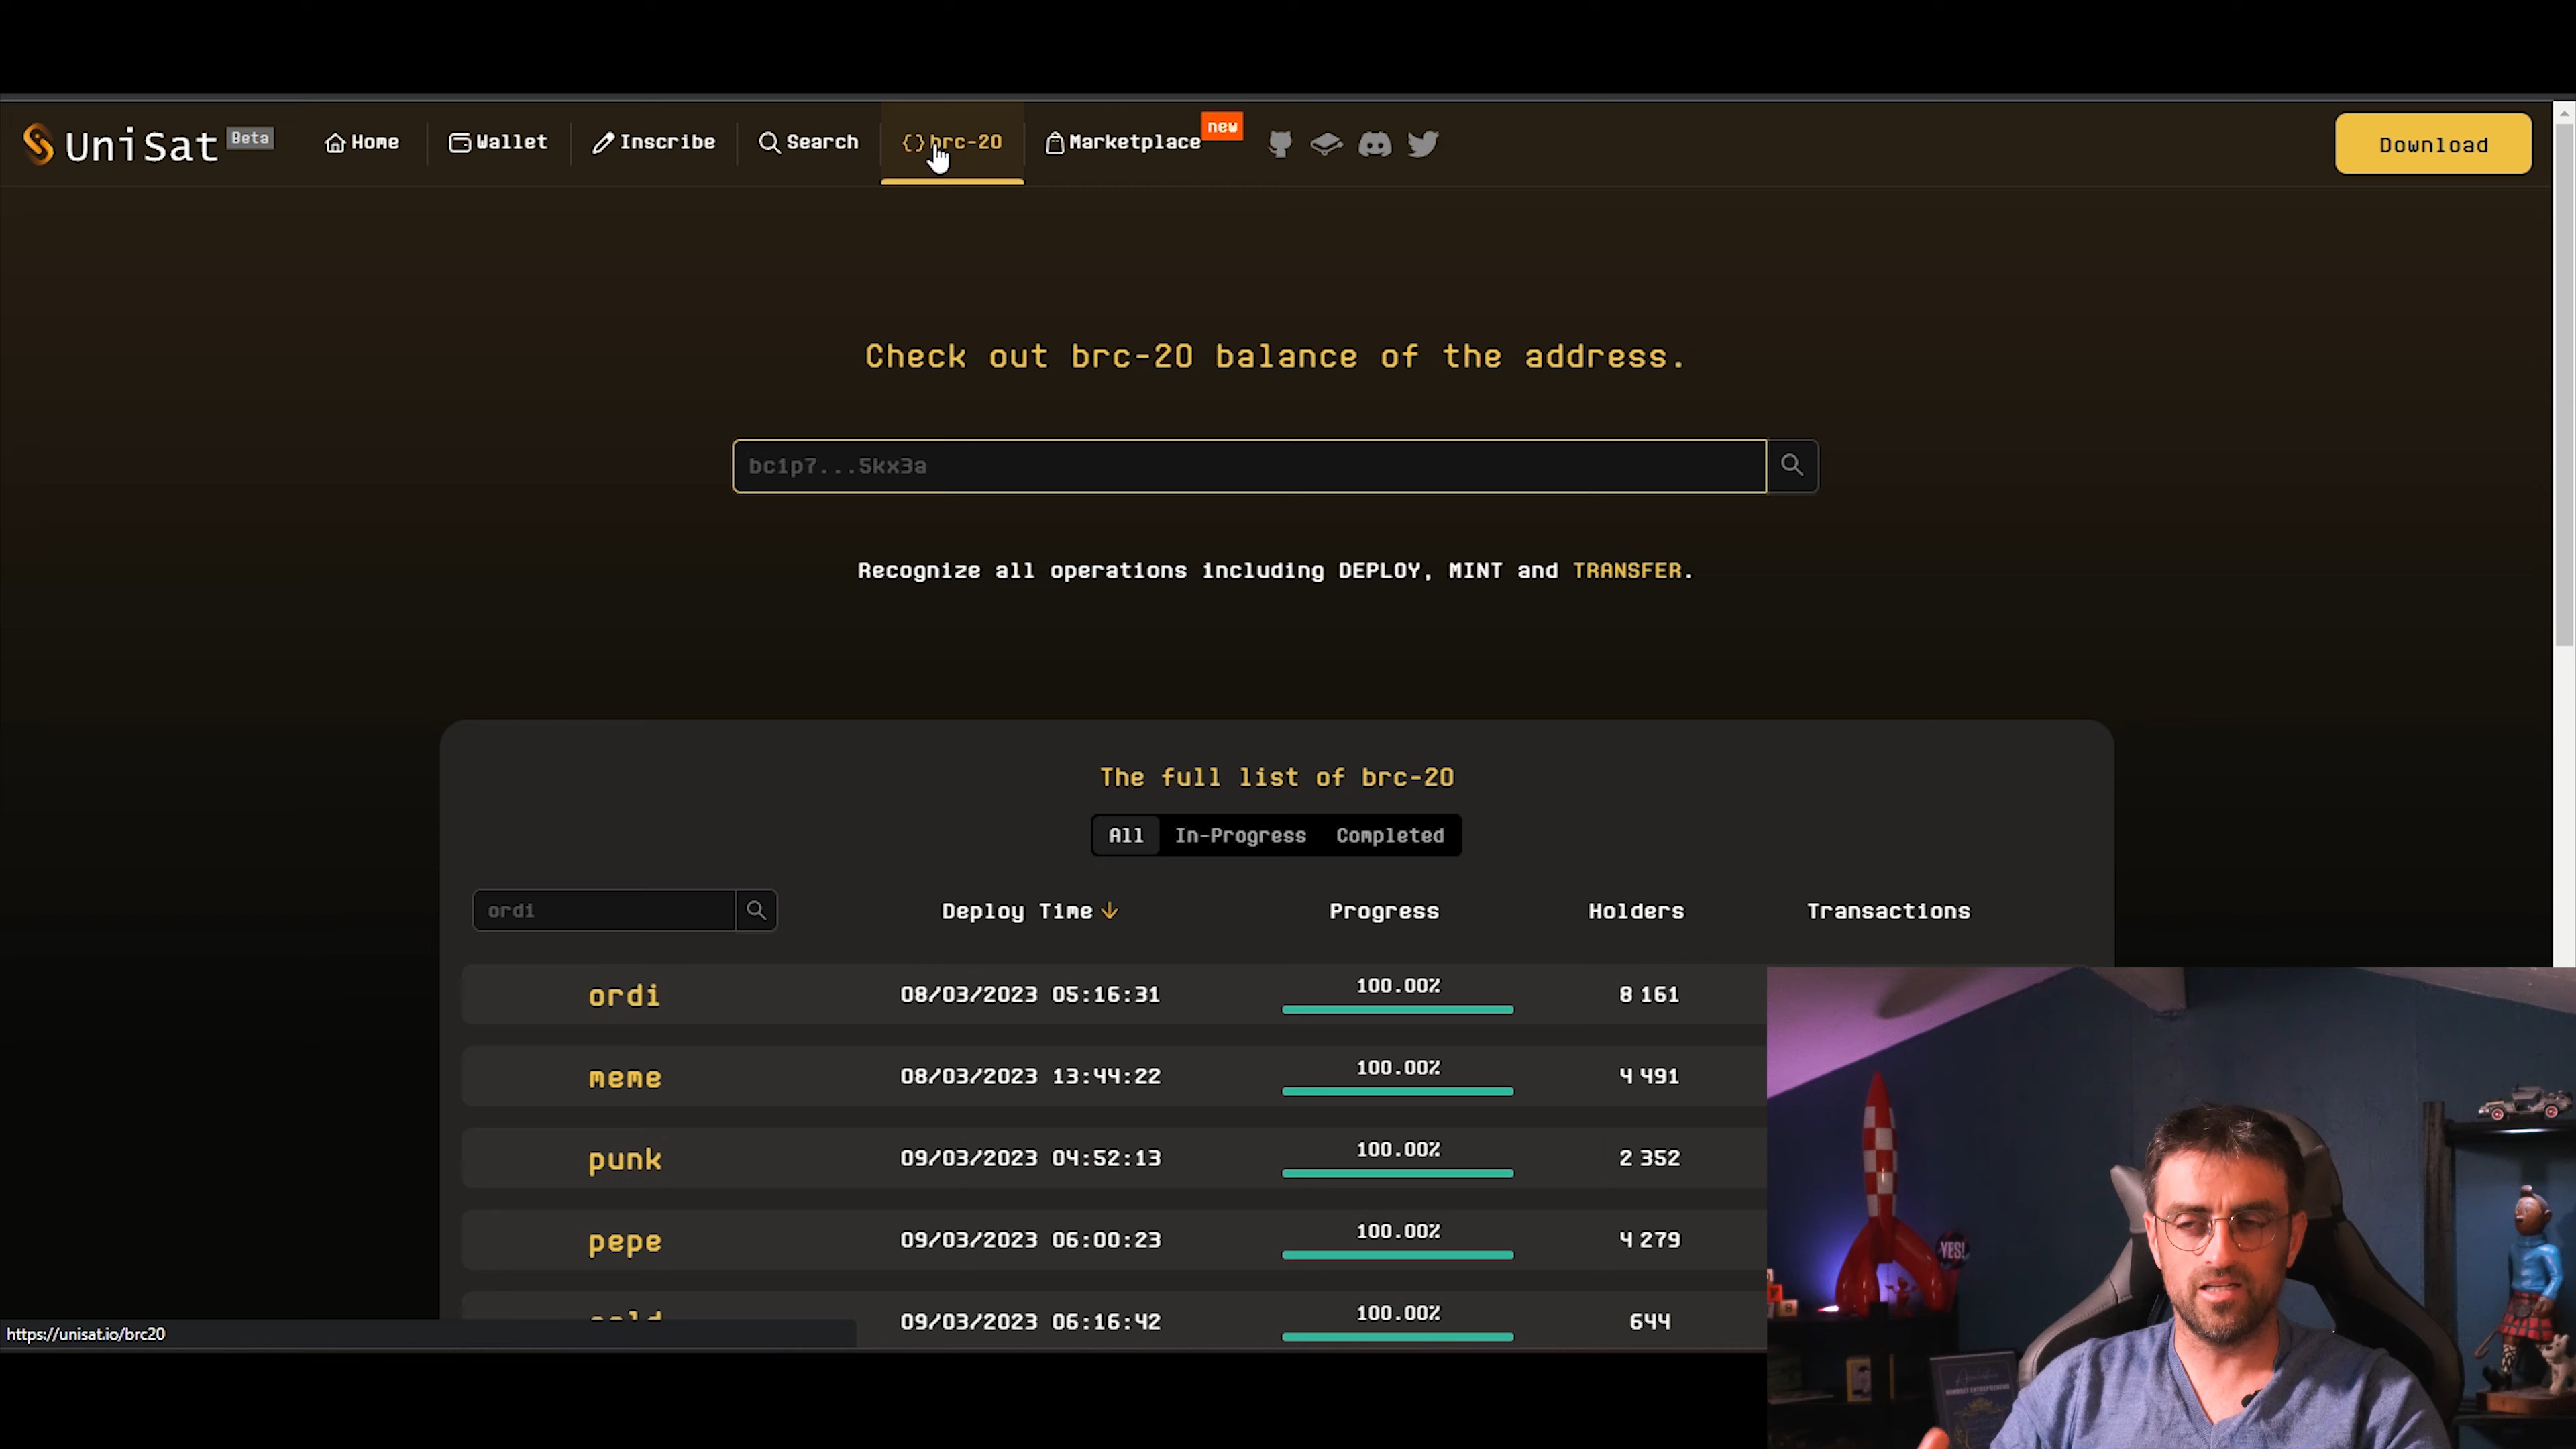 UniSat Beta Home Wallet Inscribe Search {} brc-20 Marketplace new Download
Check out brc-20 balance of the address.
bc1p7...5kx3a
Recognize all operations including DEPLOY, MINT and TRANSFER.
The full list of brc-20
All In-Progress Completed
ordi Deploy Time Progress Holders Transactions
ordi 08/03/2023 05:16:31 100.00% 8 161
meme 08/03/2023 13:44:22 100.00% 4 491
punk 09/03/2023 04:52:13 100.00% 2 352
pepe 09/03/2023 06:00:23 100.00% 4 279
09/03/2023 06:16:42 100.00% 644
https://unisat.io/brc20
YES!
MINDSET ENTREPRENEUR